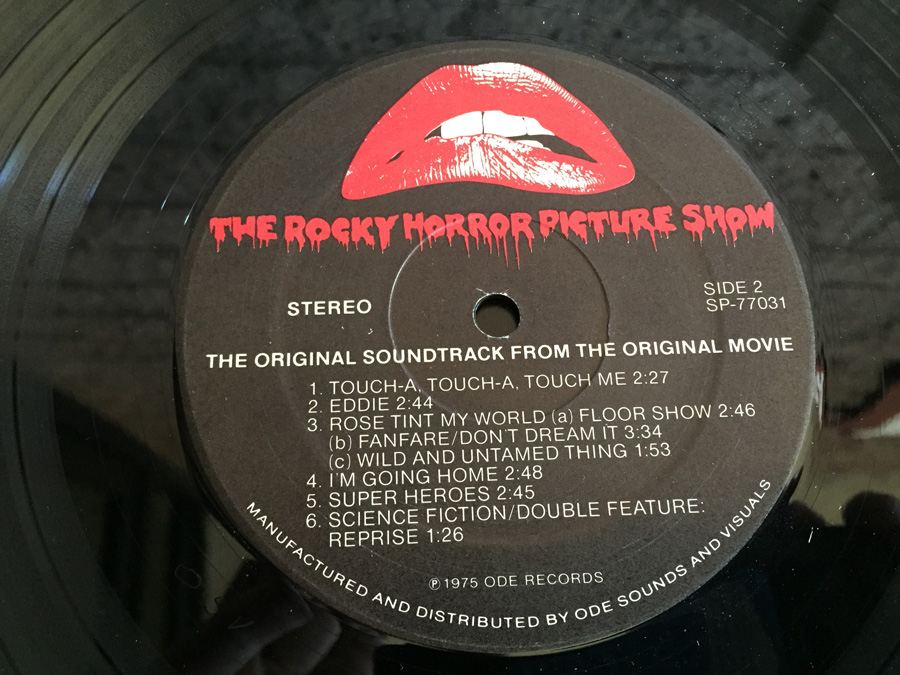 THE ROCKY HORROR PICTURE SHOW
STEREO
SIDE 2
SP-77031
THE ORIGINAL SOUNDTRACK FROM THE ORIGINAL MOVIE
1. TOUCH-A, TOUCH-A, TOUCH ME 2:27
2. EDDIE 2:44
3. ROSE TINT MY WORLD (a) FLOOR SHOW 2:46
(b) FANFARE/DON'T DREAM IT 3:34
(c) WILD AND UNTAMED THING 1:53
4. I'M GOING HOME 2:48
5. SUPER HEROES 2:45
6. SCIENCE FICTION/DOUBLE FEATURE:
REPRISE 1:26
℗ 1975 ODE RECORDS
MANUFACTURED AND DISTRIBUTED BY ODE SOUNDS AND VISUALS